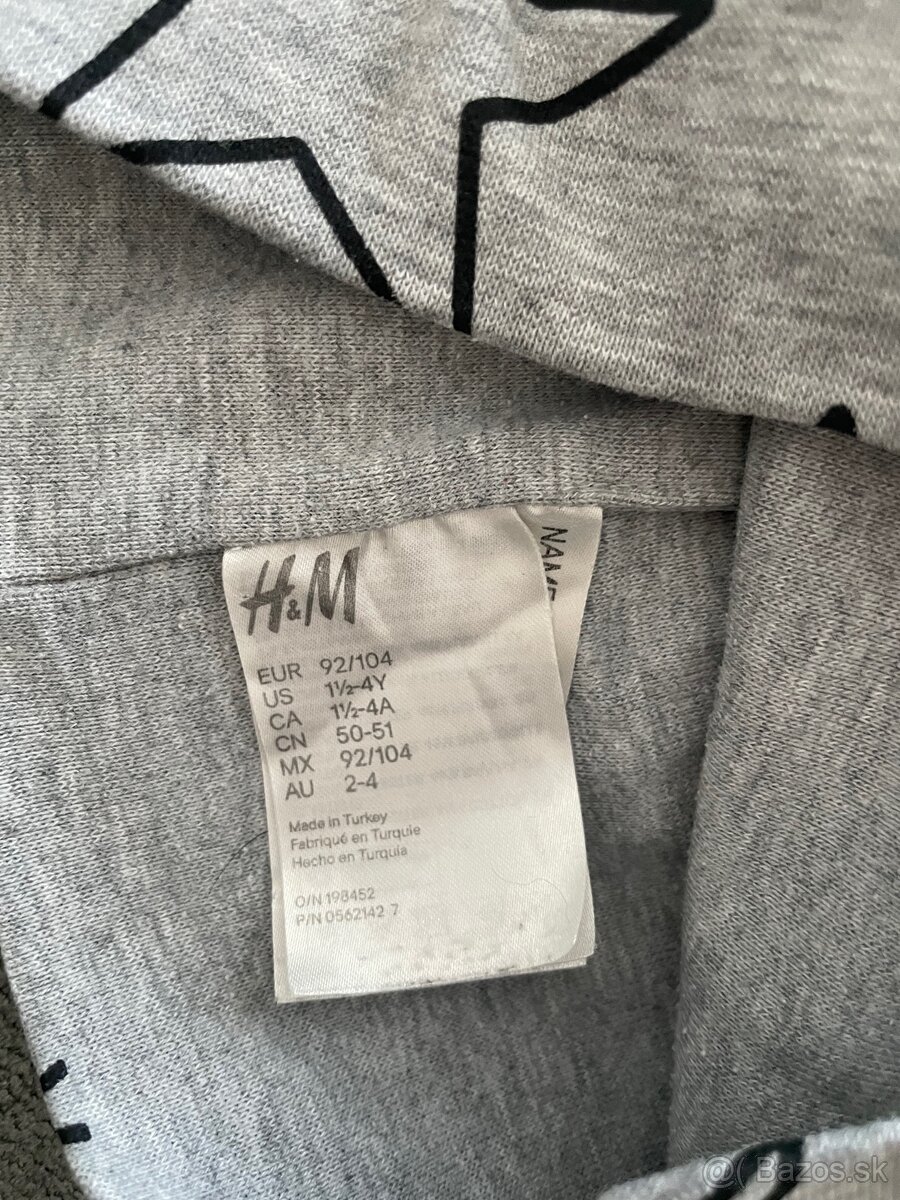 H&M
NAME
EUR 92/104
US 1½-4Y
CA 1½-4A
CN 50-51
MX 92/104
AU 2-4
Made in Turkey
Fabriqué en Turquie
Hecho en Turquia
O/N 198452
P/N 0562142 7
@( Bazos.sk